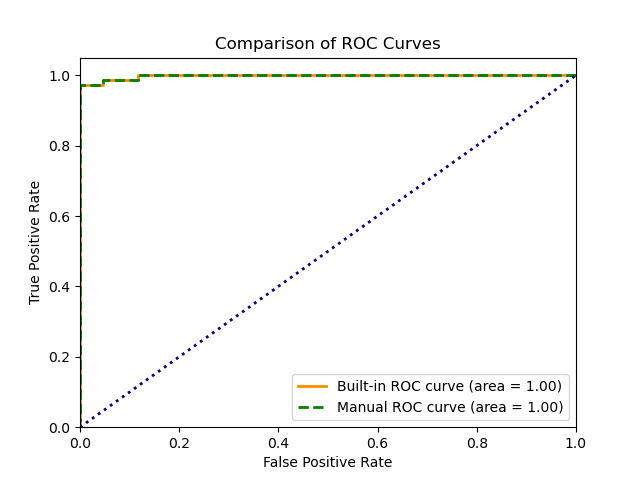 Comparison of ROC Curves
True Positive Rate
1.0
0.8
0.6
0.4
0.2
0.0
Built-in ROC curve (area = 1.00)
Manual ROC curve (area = 1.00)
0.0 0.2 0.4 0.6 0.8 1.0
False Positive Rate